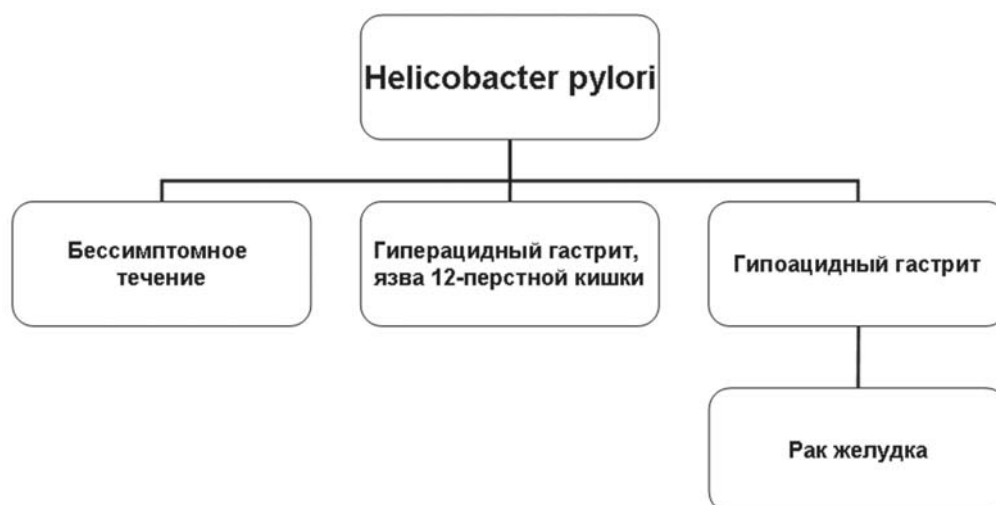 Helicobacter pylori
Бессимптомное
течение
Гиперацидный гастрит,
язва 12-перстной кишки
Гипоацидный гастрит
Рак желудка